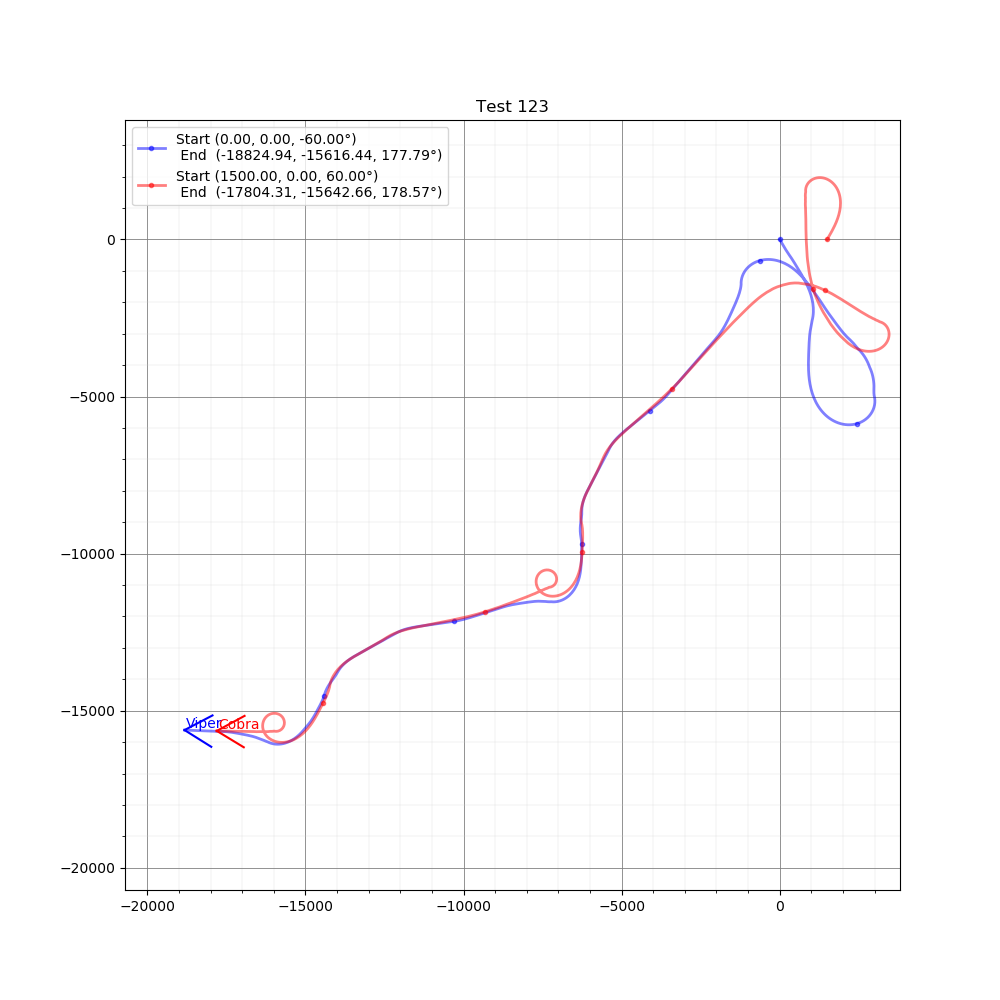 Test 123
Start (0.00, 0.00, -60.00°)
End  (-18824.94, -15616.44, 177.79°)
Start (1500.00, 0.00, 60.00°)
End  (-17804.31, -15642.66, 178.57°)
0
−5000
−10000
−15000
−20000
Viper
Cobra
−20000
−15000
−10000
−5000
0